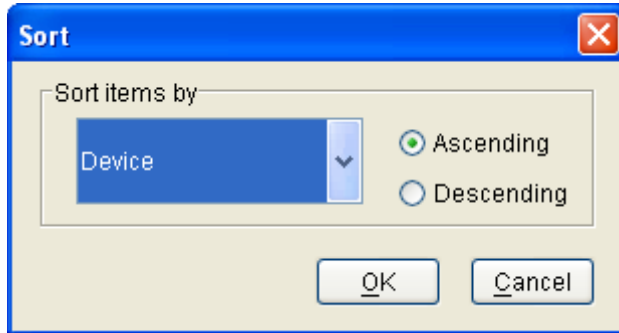 Sort
Sort items by
Device
Ascending
Descending
OK
Cancel